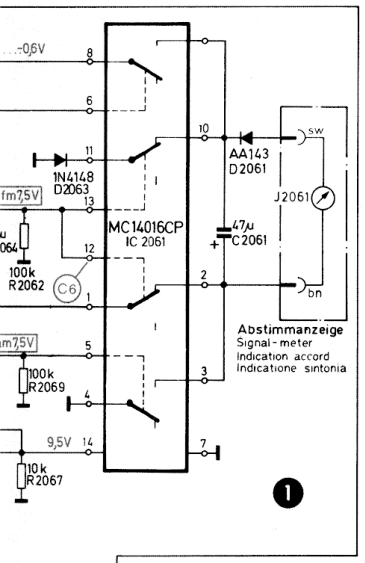 ...-0,6V
8
6
10
11
1N4148
D2063
AA143
D2061
sw
J2061
fm7,5V
13
MC14016CP
IC 2061
47µ
+ C2061
100k
R2062
12
C6
2
1
bn
Abstimmanzeige
Signal-meter
Indication accord
Indicatione sintonia
5
3
100k
R2069
4
9,5V 14
7
10k
R2067
1